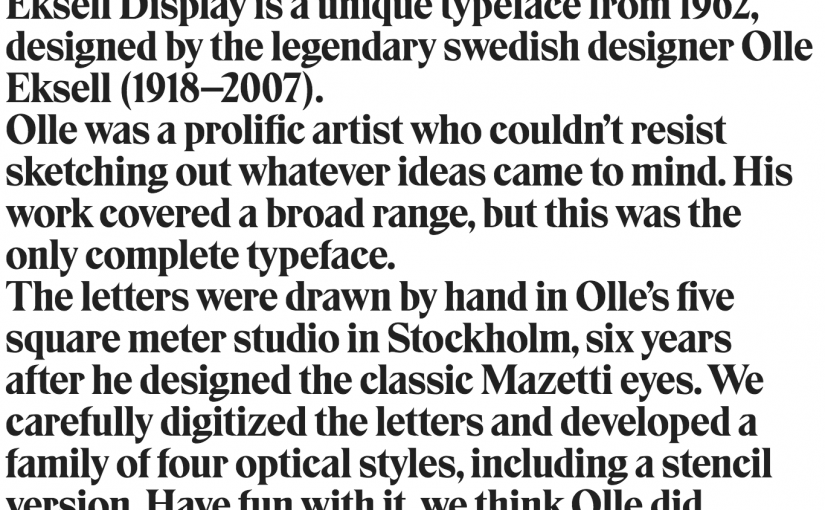 Eksell Display is a unique typeface from 1962,
designed by the legendary swedish designer Olle
Eksell (1918–2007).
Olle was a prolific artist who couldn’t resist
sketching out whatever ideas came to mind. His
work covered a broad range, but this was the
only complete typeface.
The letters were drawn by hand in Olle’s five
square meter studio in Stockholm, six years
after he designed the classic Mazetti eyes. We
carefully digitized the letters and developed a
family of four optical styles, including a stencil
version. Have fun with it, we think Olle did